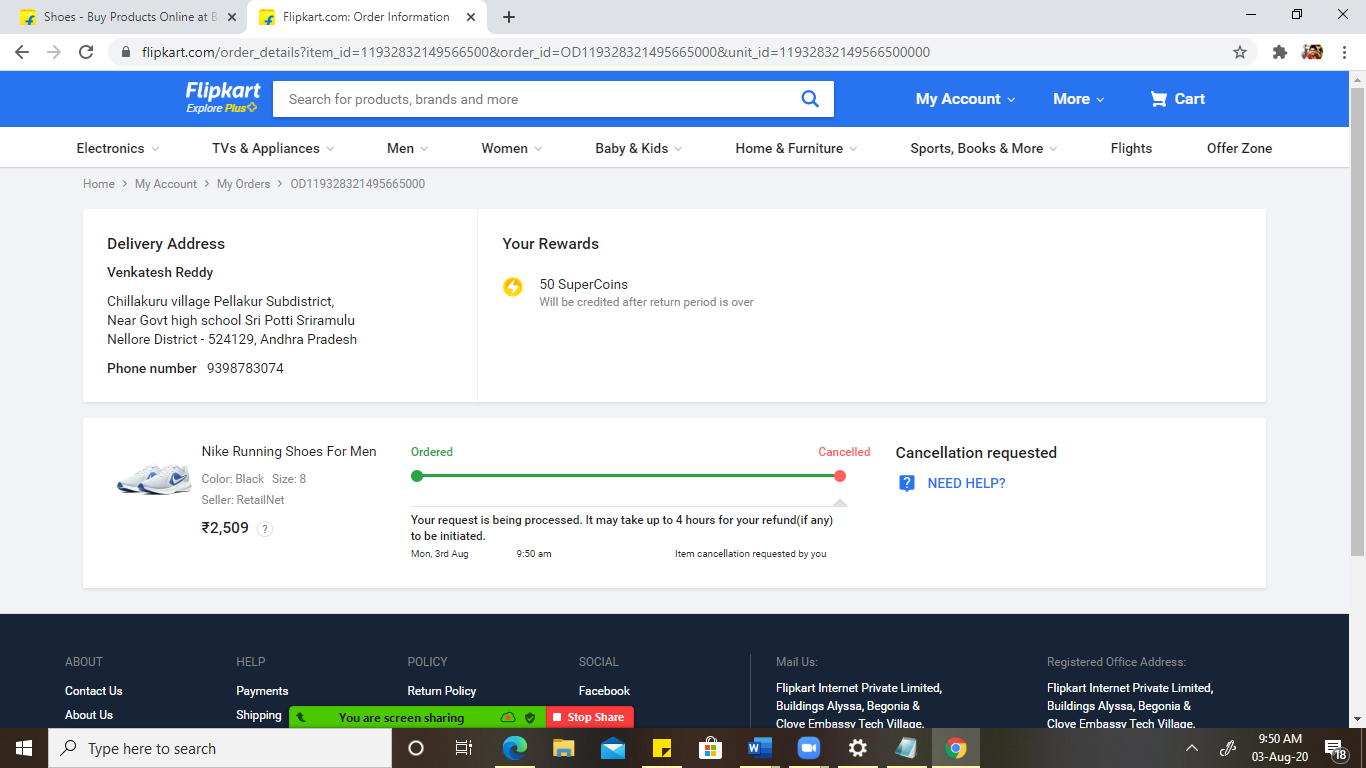 Shoes - Buy Products Online at B
Flipkart.com: Order Information
flipkart.com/order_details?item_id=11932832149566500&order_id=OD119328321495665000&unit_id=11932832149566500000
Flipkart
Explore Plus
Search for products, brands and more
My Account
More
Cart
Electronics
TVs & Appliances
Men
Women
Baby & Kids
Home & Furniture
Sports, Books & More
Flights
Offer Zone
Home
My Account
My Orders
OD119328321495665000
Delivery Address
Venkatesh Reddy
Chillakuru village Pellakur Subdistrict,
Near Govt high school Sri Potti Sriramulu
Nellore District - 524129, Andhra Pradesh
Phone number 9398783074
Your Rewards
50 SuperCoins
Will be credited after return period is over
Nike Running Shoes For Men
Color: Black Size: 8
Seller: RetailNet
₹2,509 ?
Ordered
Cancelled
Your request is being processed. It may take up to 4 hours for your refund(if any)
to be initiated.
Mon, 3rd Aug 9:50 am Item cancellation requested by you
Cancellation requested
? NEED HELP?
ABOUT
Contact Us
About Us
HELP
Payments
Shipping
POLICY
Return Policy
SOCIAL
Facebook
Mail Us:
Flipkart Internet Private Limited,
Buildings Alyssa, Begonia &
Clove Embassy Tech Village,
Registered Office Address:
Flipkart Internet Private Limited,
Buildings Alyssa, Begonia &
Clove Embassy Tech Village,
You are screen sharing
Stop Share
Type here to search
9:50 AM
03-Aug-20
18